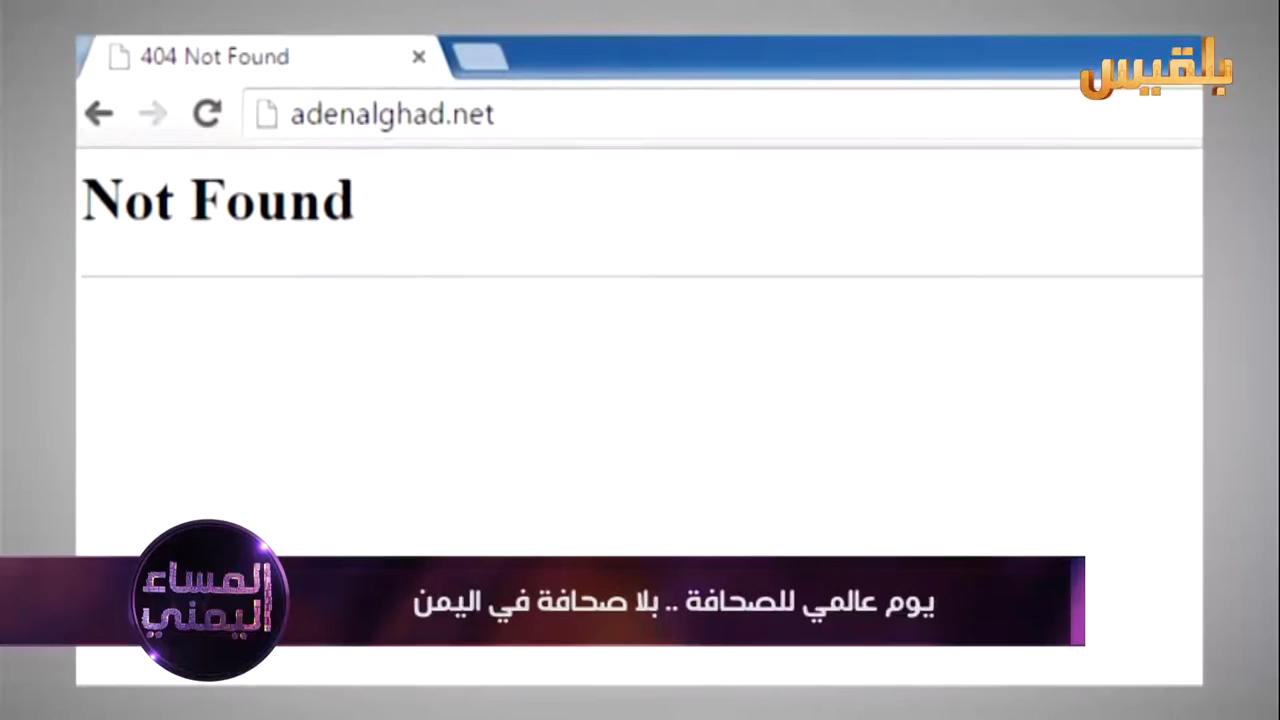 404 Not Found
بلقيس
adenalghad.net
Not Found
المساء
اليمني
يوم عالمي للصحافة .. بلا صحافة في اليمن